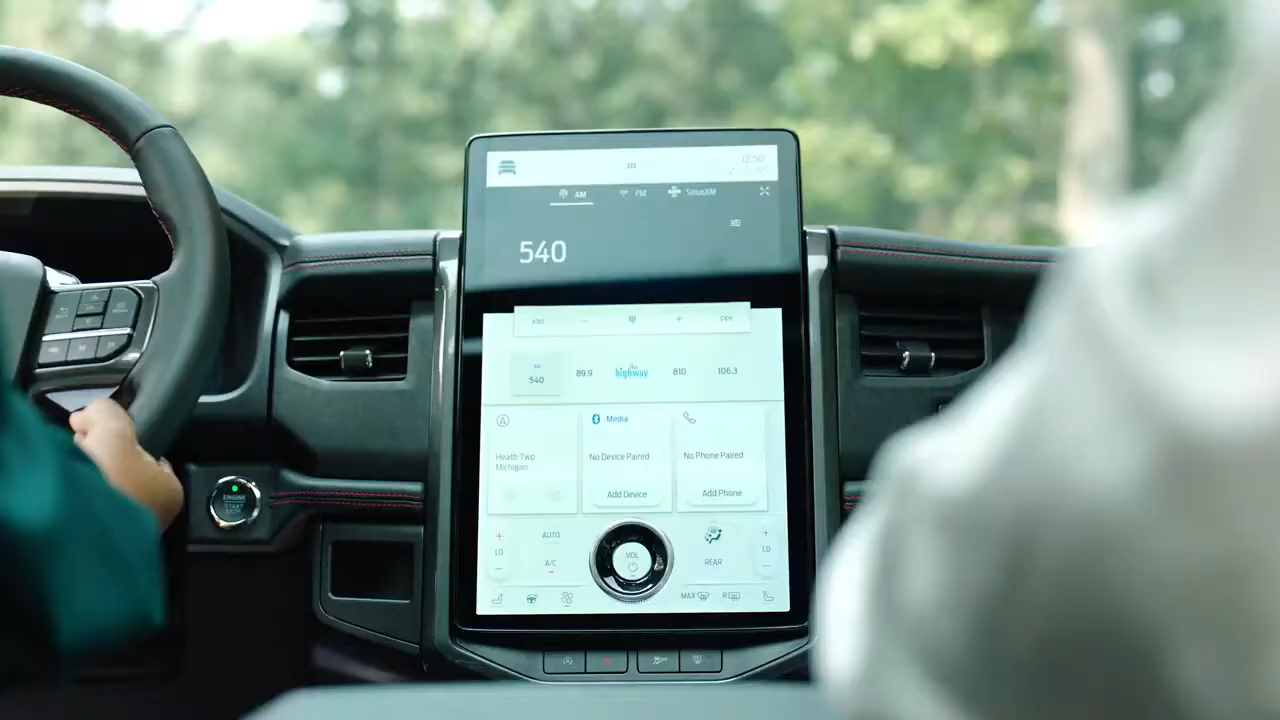 12:50
AM FM SiriusXM
540
540 89.9 the highway 810 106.3
Media
Heath Twp
Michigan
No Device Paired
No Phone Paired
Add Device
Add Phone
AUTO
LO
A/C
VOL
REAR
LO
MAX
R
ENGINE
START
STOP